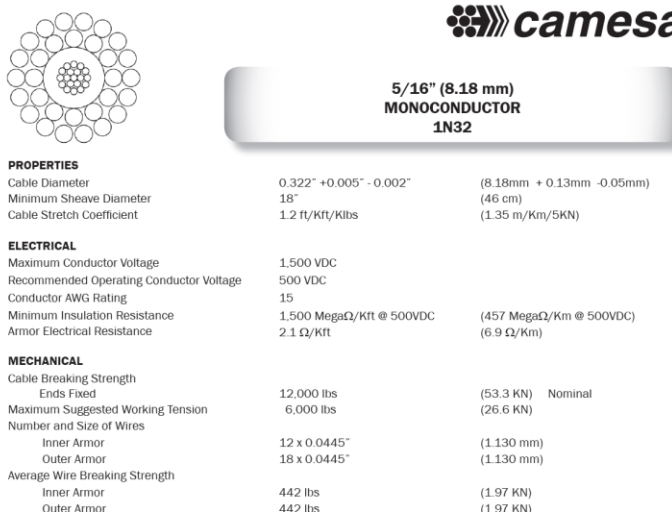 camesa
5/16” (8.18 mm)
MONOCONDUCTOR
1N32
PROPERTIES
Cable Diameter 0.322” +0.005” - 0.002” (8.18mm + 0.13mm -0.05mm)
Minimum Sheave Diameter 18” (46 cm)
Cable Stretch Coefficient 1.2 ft/Kft/Klbs (1.35 m/Km/5KN)
ELECTRICAL
Maximum Conductor Voltage 1,500 VDC
Recommended Operating Conductor Voltage 500 VDC
Conductor AWG Rating 15
Minimum Insulation Resistance 1,500 MegaΩ/Kft @ 500VDC (457 MegaΩ/Km @ 500VDC)
Armor Electrical Resistance 2.1 Ω/Kft (6.9 Ω/Km)
MECHANICAL
Cable Breaking Strength
Ends Fixed 12,000 lbs (53.3 KN) Nominal
Maximum Suggested Working Tension 6,000 lbs (26.6 KN)
Number and Size of Wires
Inner Armor 12 x 0.0445” (1.130 mm)
Outer Armor 18 x 0.0445” (1.130 mm)
Average Wire Breaking Strength
Inner Armor 442 lbs (1.97 KN)
Outer Armor 442 lbs (1.97 KN)